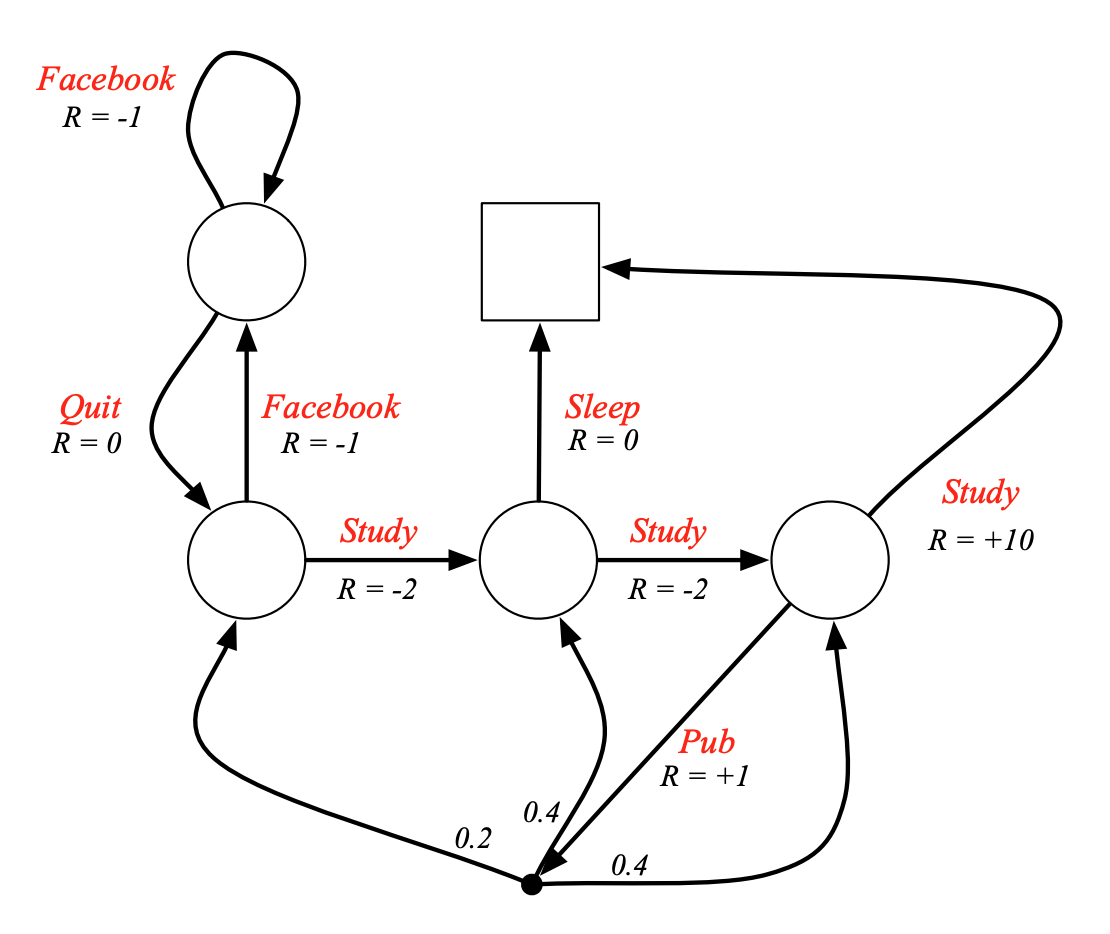 Facebook
R = -1
Quit
R = 0
Facebook
R = -1
Sleep
R = 0
Study
R = -2
Study
R = -2
Study
R = +10
Pub
R = +1
0.4
0.2
0.4